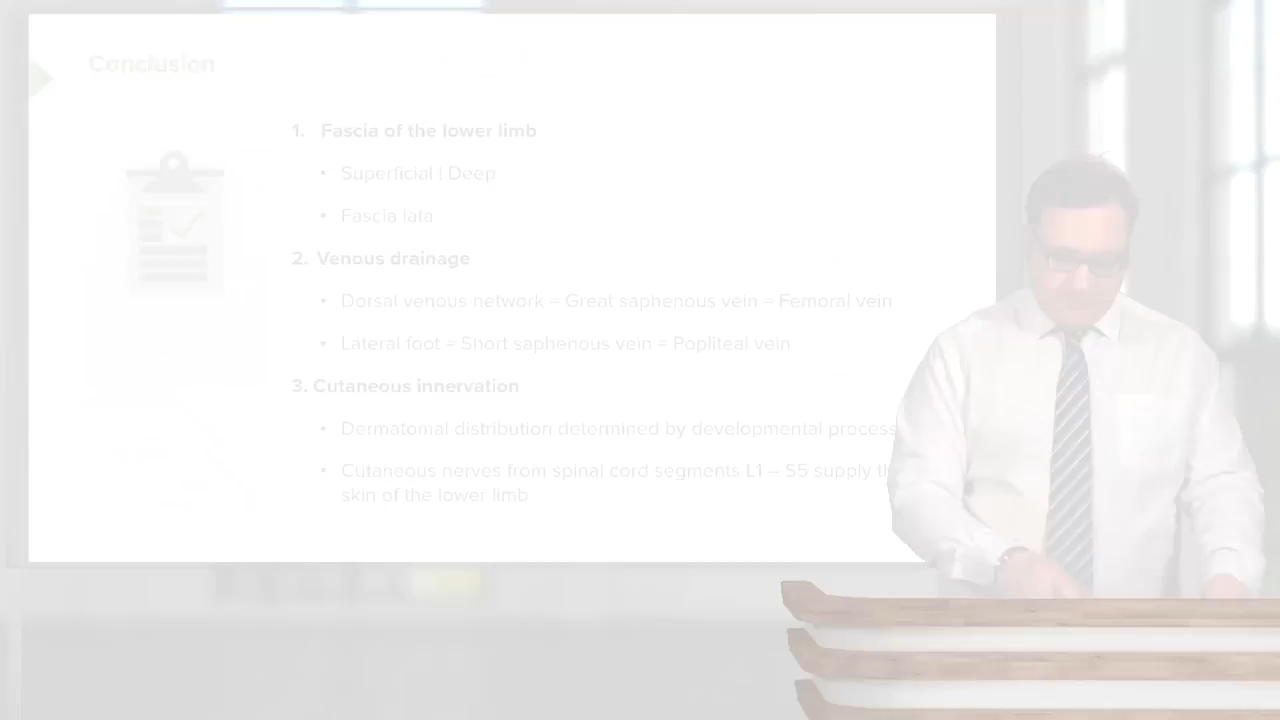 Conclusion
1. Fascia of the lower limb
• Superficial | Deep
• Fascia lata
2. Venous drainage
• Dorsal venous network = Great saphenous vein = Femoral vein
• Lateral foot = Short saphenous vein = Popliteal vein
3. Cutaneous innervation
• Dermatomal distribution determined by developmental process
• Cutaneous nerves from spinal cord segments L1 – S5 supply
skin of the lower limb